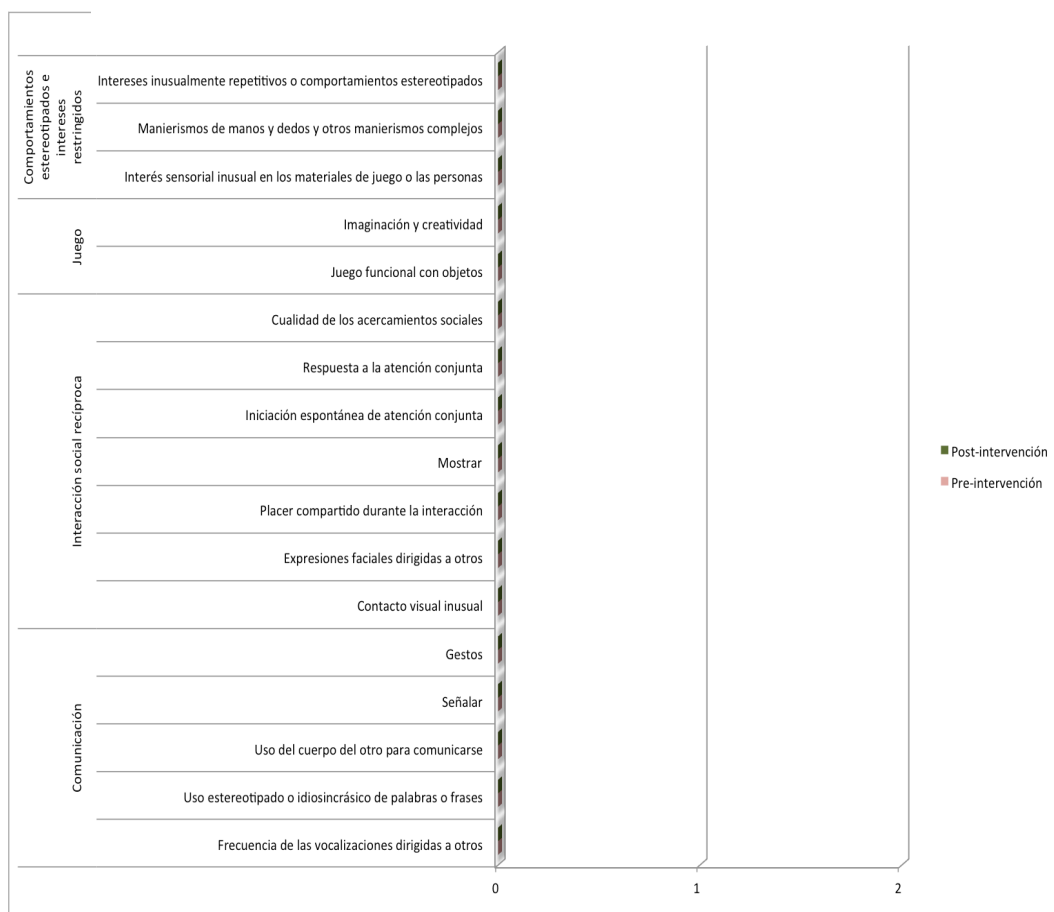 Comportamientos
estereotipados e
intereses
restringidos
Intereses inusualmente repetitivos o comportamientos estereotipados
Manierismos de manos y dedos y otros manierismos complejos
Interés sensorial inusual en los materiales de juego o las personas
Juego
Imaginación y creatividad
Juego funcional con objetos
Interacción social recíproca
Cualidad de los acercamientos sociales
Respuesta a la atención conjunta
Iniciación espontánea de atención conjunta
Mostrar
Placer compartido durante la interacción
Expresiones faciales dirigidas a otros
Contacto visual inusual
Comunicación
Gestos
Señalar
Uso del cuerpo del otro para comunicarse
Uso estereotipado o idiosincrásico de palabras o frases
Frecuencia de las vocalizaciones dirigidas a otros
0 1 2
Post-intervención
Pre-intervención